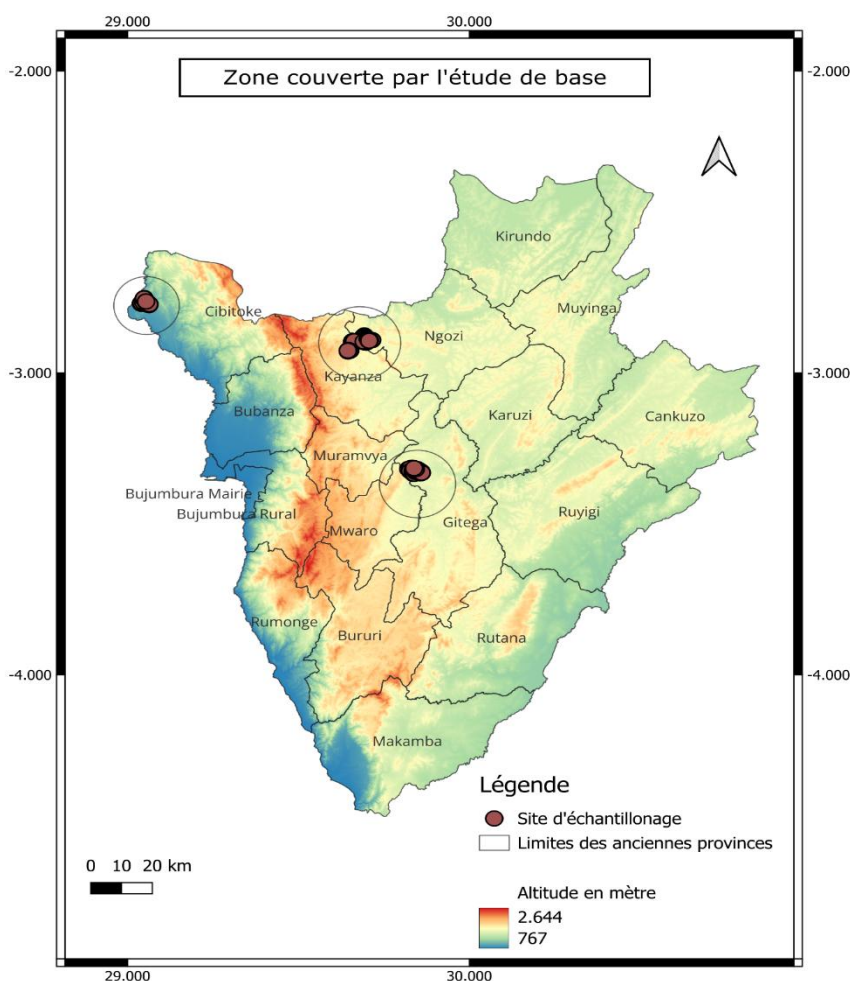 29.000 30.000
-2.000 -2.000
Zone couverte par l'étude de base
Kirundo
Muyinga
Cibitoke
Ngozi
-3.000 -3.000
Kayanza
Bubanza
Karuzi
Cankuzo
Muramvya
Bujumbura Mairie
Bujumbura Rural
Gitega
Ruyigi
Mwaro
Rumonge
Bururi
Rutana
-4.000 -4.000
Makamba
Légende
Site d'échantillonage
Limites des anciennes provinces
0 10 20 km
Altitude en mètre
2.644
767
29.000 30.000